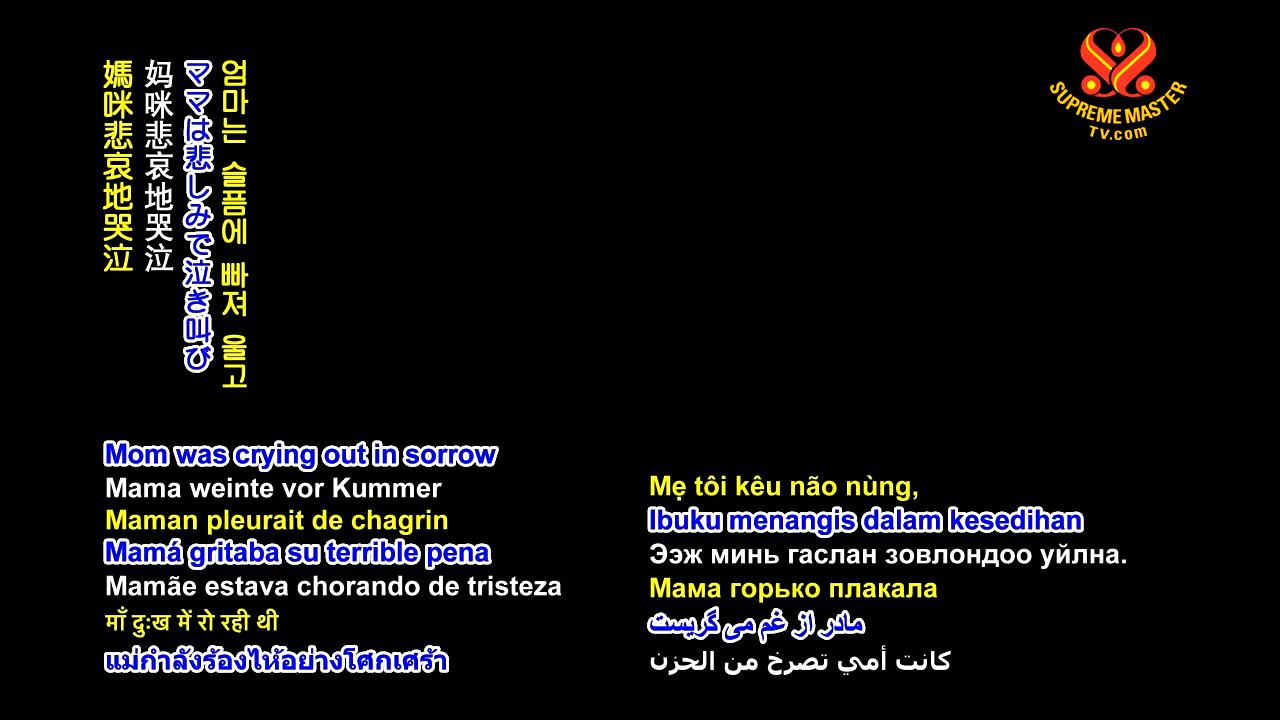 媽咪悲哀地哭泣
妈咪悲哀地哭泣
ママは悲しみで泣き叫び
엄마는 슬픔에 빠져 울고
SUPREME MASTER
TV.com
Mom was crying out in sorrow
Mama weinte vor Kummer
Maman pleurait de chagrin
Mamá gritaba su terrible pena
Mamãe estava chorando de tristeza
माँ दुःख में रो रही थी
แม่กำลังร้องไห้อย่างโศกเศร้า
Mẹ tôi kêu não nùng,
Ibuku menangis dalam kesedihan
Ээж минь гаслан зовлондоо уйлна.
Мама горько плакала
مادر از غم می گریست
كانت أمي تصرخ من الحزن